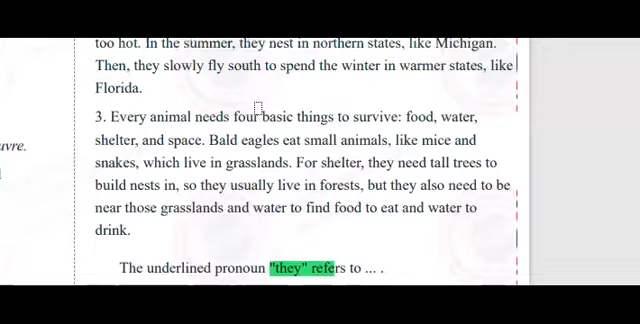 too hot. In the summer, they nest in northern states, like Michigan.
Then, they slowly fly south to spend the winter in warmer states, like
Florida.
3. Every animal needs four basic things to survive: food, water,
shelter, and space. Bald eagles eat small animals, like mice and
snakes, which live in grasslands. For shelter, they need tall trees to
build nests in, so they usually live in forests, but they also need to be
near those grasslands and water to find food to eat and water to
drink.
The underlined pronoun "they" refers to ... .